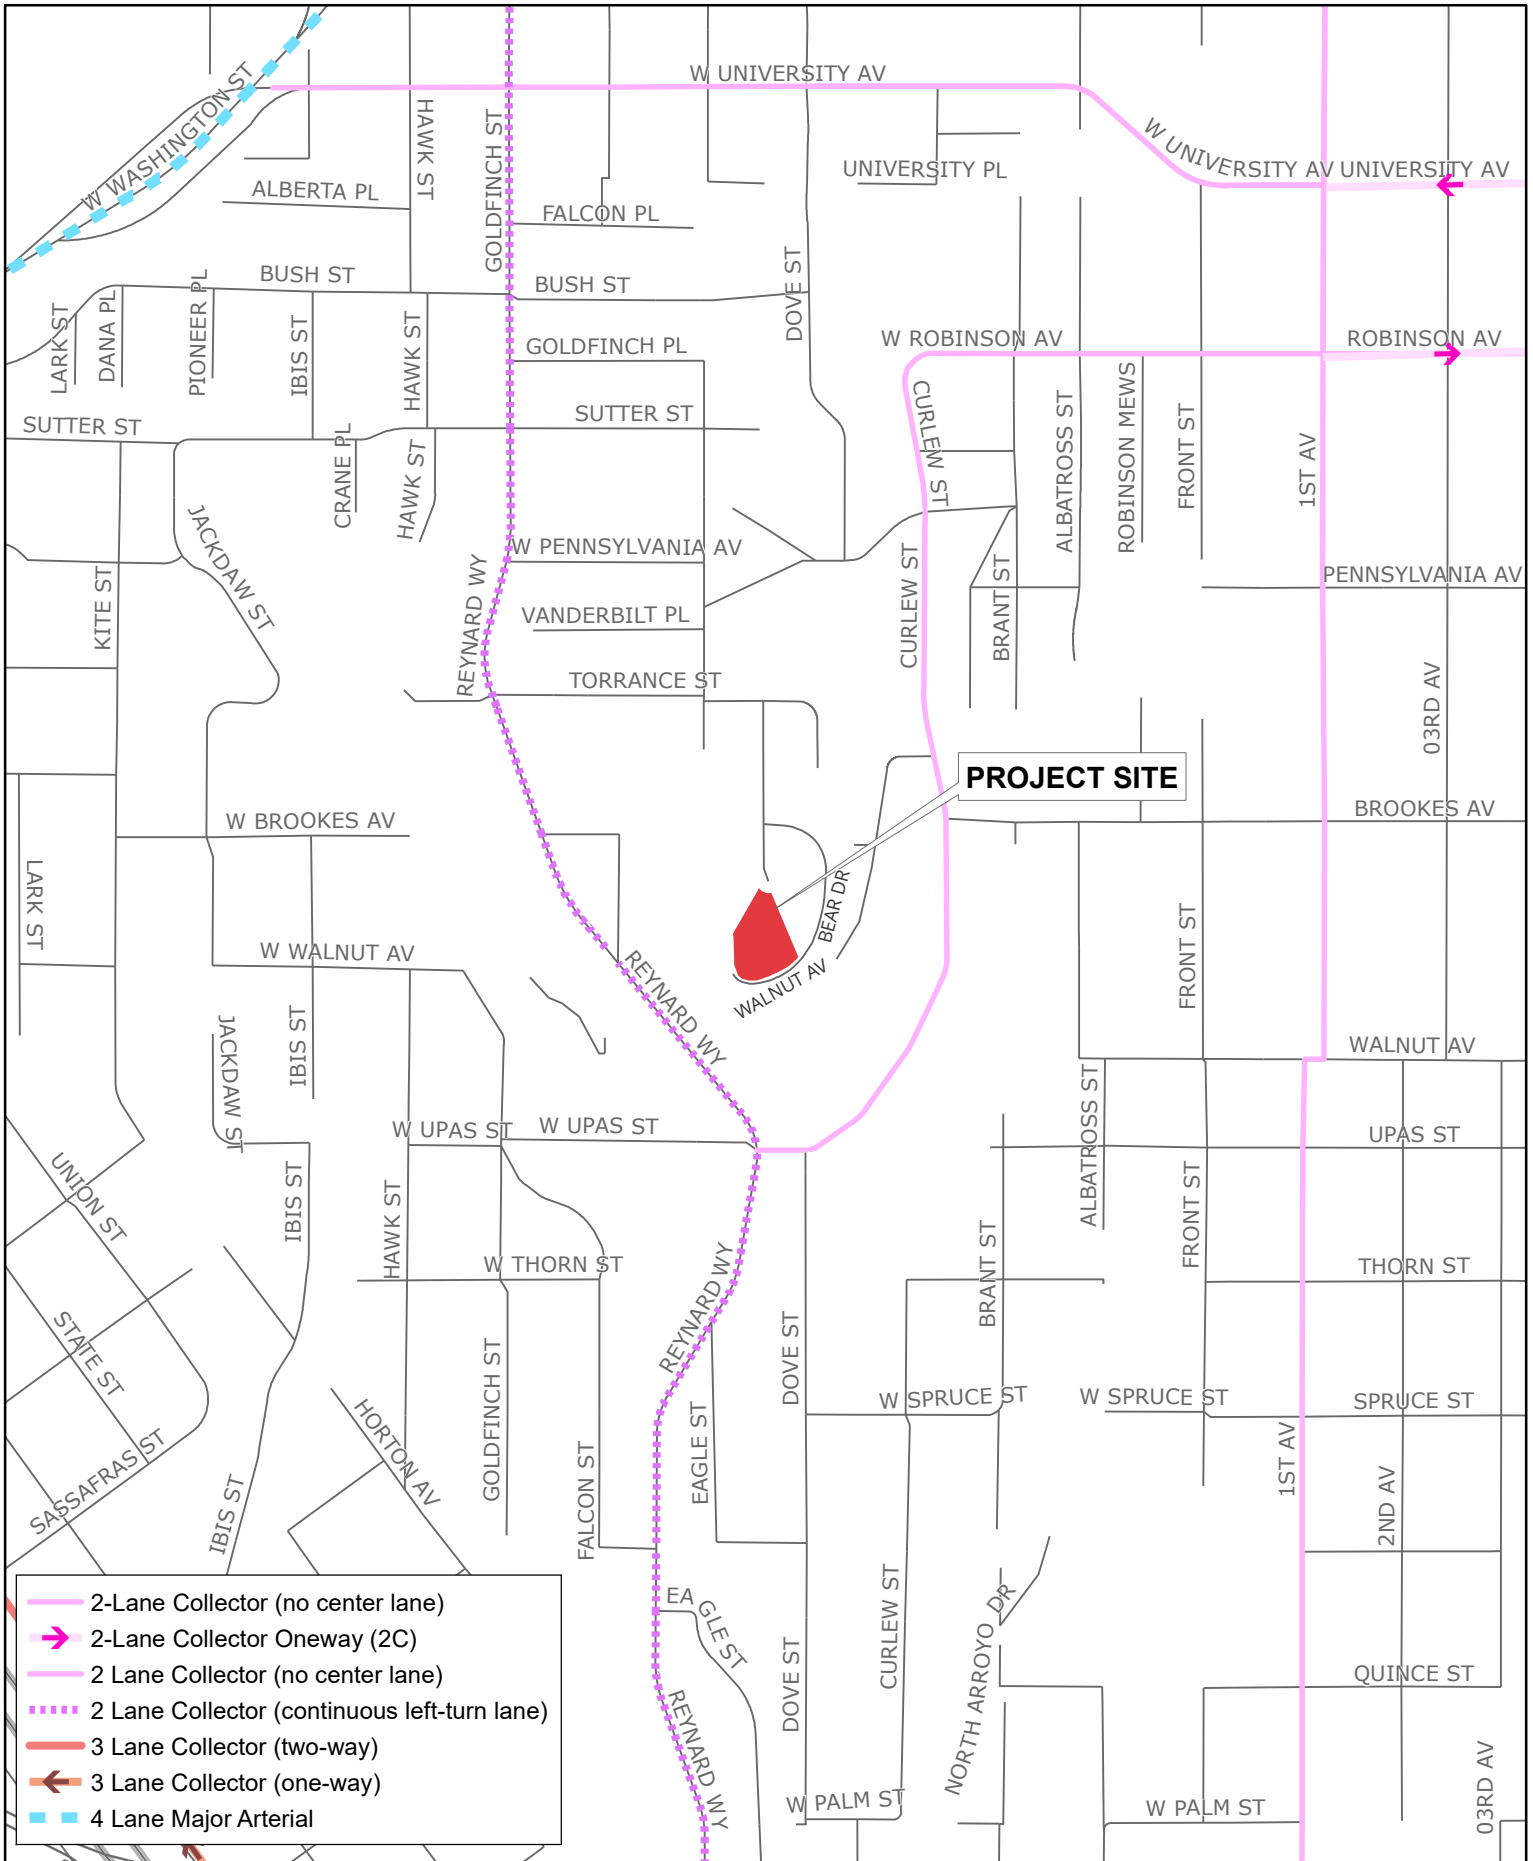 W UNIVERSITY AV
W WASHINGTON ST
HAWK ST
GOLDFINCH ST
W UNIVERSITY AV
UNIVERSITY AV
UNIVERSITY PL
ALBERTA PL
FALCON PL
DOVE ST
BUSH ST
BUSH ST
LARK ST
DANA PL
PIONEER PL
IBIS ST
HAWK ST
GOLDFINCH PL
W ROBINSON AV
ROBINSON AV
SUTTER ST
SUTTER ST
CRANE PL
HAWK ST
CURLEW ST
ALBATROSS ST
ROBINSON MEWS
FRONT ST
1ST AV
JACKDAW ST
W PENNSYLVANIA AV
PENNSYLVANIA AV
KITE ST
REYNARD WY
VANDERBILT PL
CURLEW ST
BRANT ST
TORRANCE ST
03RD AV
PROJECT SITE
W BROOKES AV
BROOKES AV
LARK ST
BEAR DR
FRONT ST
W WALNUT AV
REYNARD WY
WALNUT AV
JACKDAW ST
IBIS ST
WALNUT AV
ALBATROSS ST
W UPAS ST
W UPAS ST
UPAS ST
UNION ST
IBIS ST
HAWK ST
FRONT ST
W THORN ST
REYNARD WY
BRANT ST
THORN ST
STATE ST
GOLDFINCH ST
DOVE ST
W SPRUCE ST
W SPRUCE ST
SPRUCE ST
HORTON AV
SASSAFRAS ST
IBIS ST
FALCON ST
EAGLE ST
1ST AV
2ND AV
EAGLE ST
DOVE ST
CURLEW ST
NORTH ARROYO DR
QUINCE ST
REYNARD WY
W PALM ST
W PALM ST
03RD AV
2-Lane Collector (no center lane)
2-Lane Collector Oneway (2C)
2 Lane Collector (no center lane)
2 Lane Collector (continuous left-turn lane)
3 Lane Collector (two-way)
3 Lane Collector (one-way)
4 Lane Major Arterial